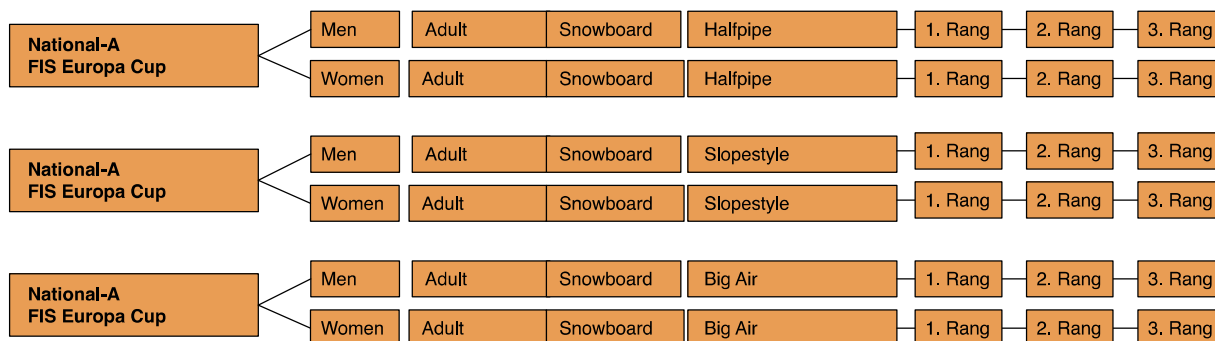 Men Adult Snowboard Halfpipe 1. Rang 2. Rang 3. Rang
National-A
FIS Europa Cup
Women Adult Snowboard Halfpipe 1. Rang 2. Rang 3. Rang
Men Adult Snowboard Slopestyle 1. Rang 2. Rang 3. Rang
National-A
FIS Europa Cup
Women Adult Snowboard Slopestyle 1. Rang 2. Rang 3. Rang
Men Adult Snowboard Big Air 1. Rang 2. Rang 3. Rang
National-A
FIS Europa Cup
Women Adult Snowboard Big Air 1. Rang 2. Rang 3. Rang